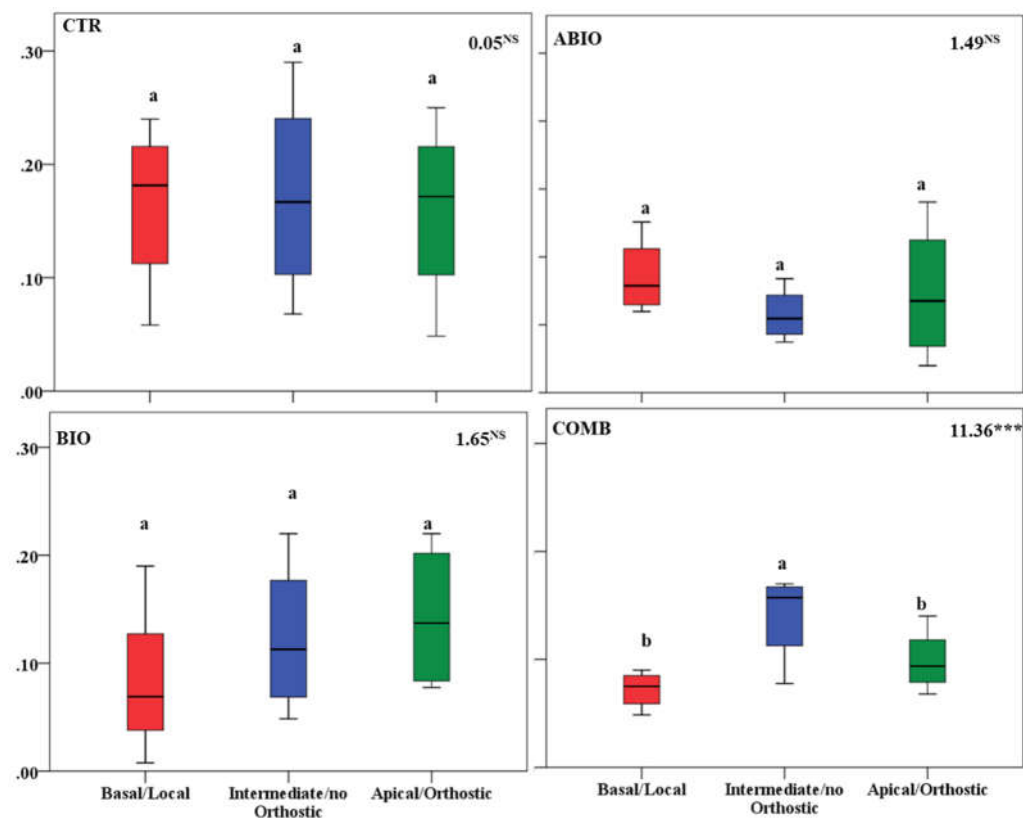 CTR
0.05NS
.30
.20
.10
.00
a
a
a
ABIO
1.49NS
a
a
a
BIO
1.65NS
.30
.20
.10
.00
a
a
a
Basal/Local
Intermediate/no
Orthostic
Apical/Orthostic
COMB
11.36***
b
a
b
Basal/Local
Intermediate/no
Orthostic
Apical/Orthostic